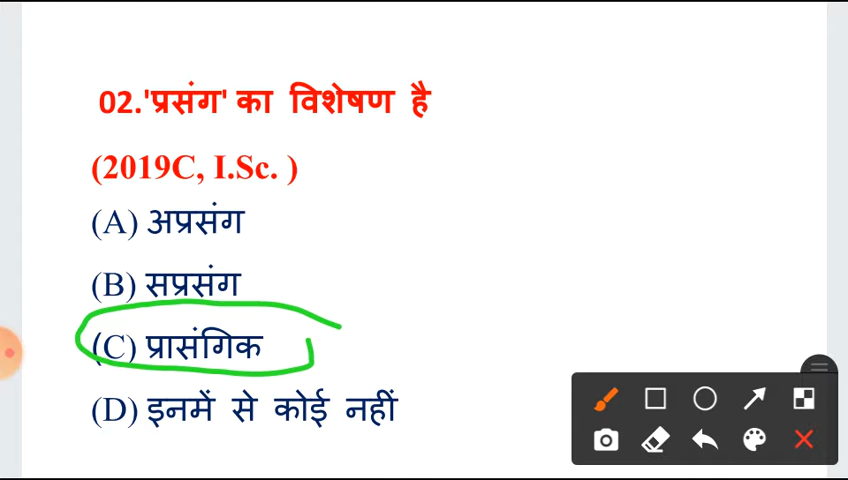 02.'प्रसंग' का विशेषण है
(2019C, I.Sc. )
(A) अप्रसंग
(B) सप्रसंग
(C) प्रासंगिक
(D) इनमें से कोई नहीं